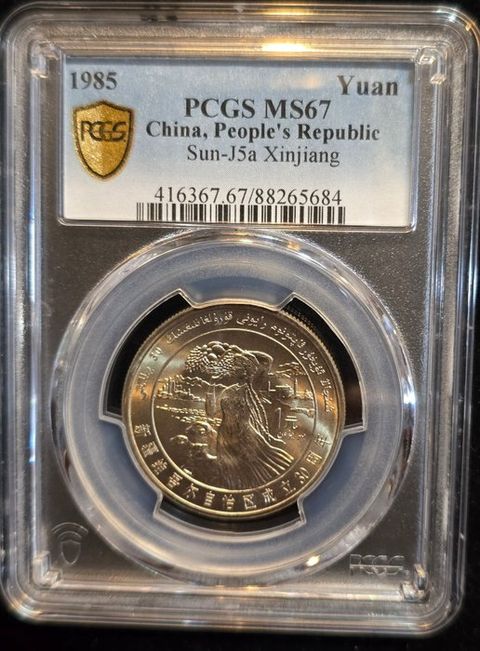 1985 Yuan
PCGS
PCGS MS67
China, People's Republic
Sun-J5a Xinjiang
416367.67/88265684
1
新疆维吾尔自治区成立30周年
PCGS